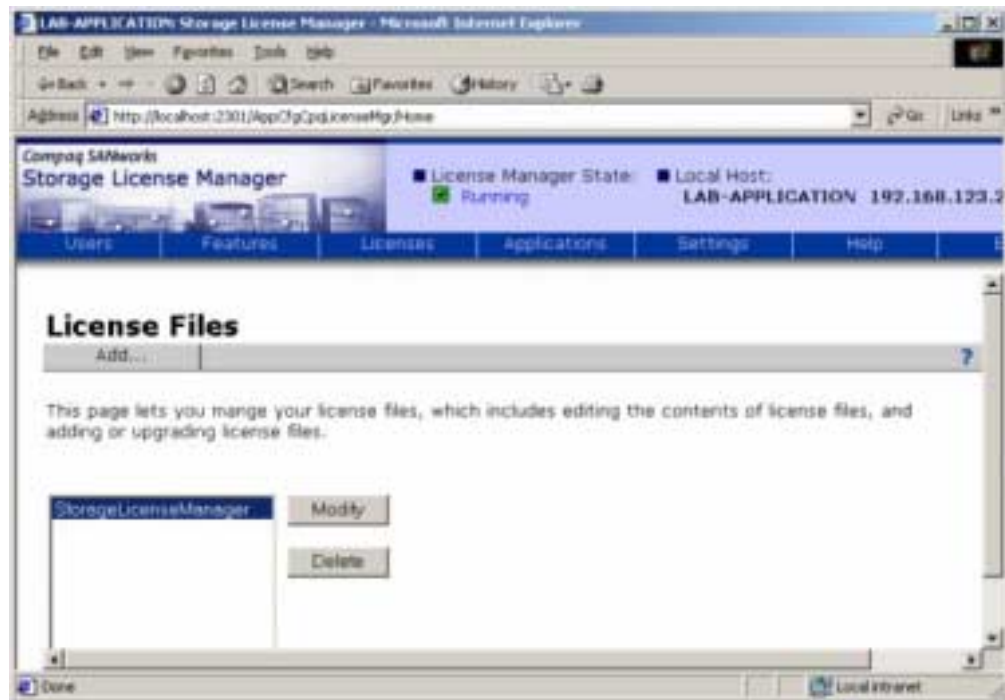 LAB-APPLICATION: Storage License Manager - Microsoft Internet Explorer
File Edit View Favorites Tools Help
Back Search Favorites History
Address http://localhost:2301/AppCfgCpqLicenseMgr/Home Go Links »
Compaq SANworks
Storage License Manager
License Manager State:
Running
Local Host:
LAB-APPLICATION 192.168.123.2
Users Features Licenses Applications Settings Help E
License Files
Add... ?
This page lets you mange your license files, which includes editing the contents of license files, and
adding or upgrading license files.
StorageLicenseManager Modify
Delete
Done Local intranet